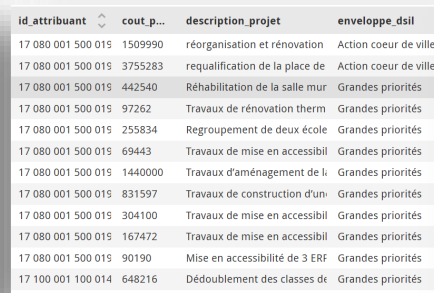 id_attribuant cout_p... description_projet enveloppe_dsil
17 080 001 500 019 1509990 réorganisation et rénovation Action coeur de ville
17 080 001 500 019 3755283 requalification de la place de Action coeur de ville
17 080 001 500 019 442540 Réhabilitation de la salle mur Grandes priorités
17 080 001 500 019 97262 Travaux de rénovation therm Grandes priorités
17 080 001 500 019 255834 Regroupement de deux école Grandes priorités
17 080 001 500 019 69443 Travaux de mise en accessibil Grandes priorités
17 080 001 500 019 1440000 Travaux d'aménagement de la Grandes priorités
17 080 001 500 019 831597 Travaux de construction d'un Grandes priorités
17 080 001 500 019 304100 Travaux de mise en accessibil Grandes priorités
17 080 001 500 019 167472 Travaux de mise en accessibil Grandes priorités
17 080 001 500 019 90190 Mise en accessibilité de 3 ERP Grandes priorités
17 100 001 100 014 648216 Dédoublement des classes de Grandes priorités